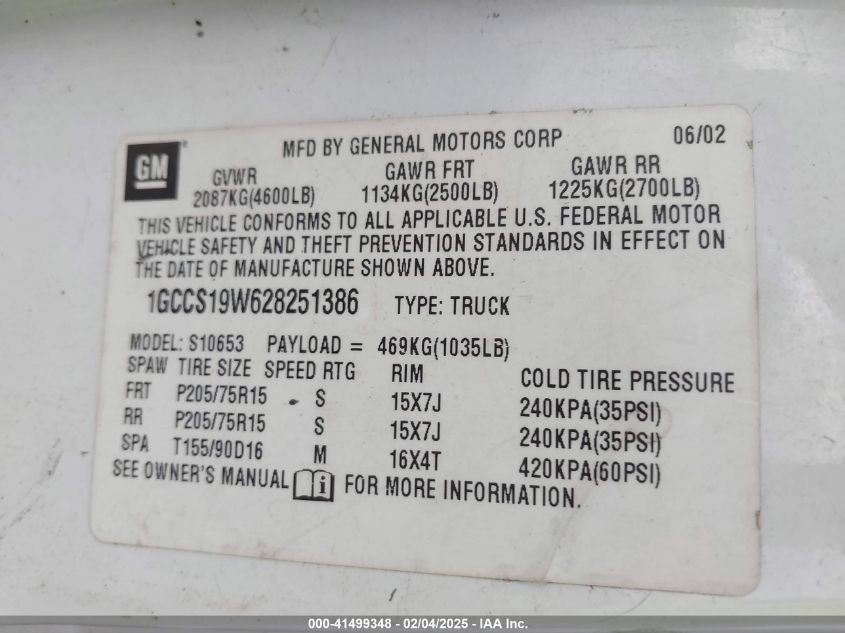 GM
MFD BY GENERAL MOTORS CORP 06/02
GVWR GAWR FRT GAWR RR
2087KG(4600LB) 1134KG(2500LB) 1225KG(2700LB)
THIS VEHICLE CONFORMS TO ALL APPLICABLE U.S. FEDERAL MOTOR
VEHICLE SAFETY AND THEFT PREVENTION STANDARDS IN EFFECT ON
THE DATE OF MANUFACTURE SHOWN ABOVE.
1GCCS19W628251386 TYPE: TRUCK
MODEL: S10653 PAYLOAD = 469KG(1035LB)
SPAW TIRE SIZE SPEED RTG RIM COLD TIRE PRESSURE
FRT P205/75R15 S 15X7J 240KPA(35PSI)
RR P205/75R15 S 15X7J 240KPA(35PSI)
SPA T155/90D16 M 16X4T 420KPA(60PSI)
SEE OWNER'S MANUAL i FOR MORE INFORMATION.
000-41499348 - 02/04/2025 - IAA Inc.